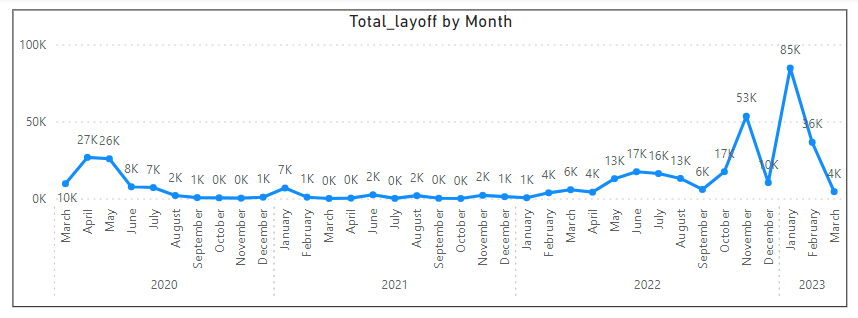 Total_layoff by Month
100K
50K
0K
10K 27K 26K 8K 7K 2K 1K 0K 0K 1K 7K 1K 0K 0K 2K 0K 2K 0K 0K 2K 1K 1K 4K 6K 4K 13K 17K 16K 13K 6K 17K 53K 0K 85K 36K 4K
March April May June July August September October November December January February March April June July August September October November December January February March April May June July August September October November December January February March
2020 2021 2022 2023